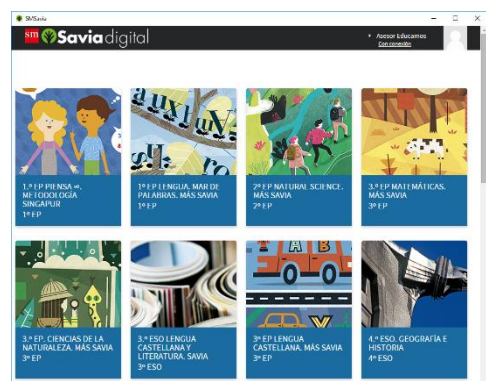 SMSavia
sm Savia digital
Asesor Educamos
Con conexión
1.º EP PIENSA ∞.
METODOLOGÍA
SINGAPUR
1º EP
1º EP LENGUA. MAR DE
PALABRAS. MÁS SAVIA
1º EP
2º EP NATURAL SCIENCE.
MÁS SAVIA
2º EP
3.º EP MATEMÁTICAS.
MÁS SAVIA
3º EP
3.º EP. CIENCIAS DE LA
NATURALEZA. MÁS SAVIA
3º EP
3.º ESO LENGUA
CASTELLANA Y
LITERATURA. SAVIA
3º ESO
3º EP LENGUA
CASTELLANA. MÁS SAVIA
3º EP
4.º ESO. GEOGRAFÍA E
HISTORIA
4º ESO